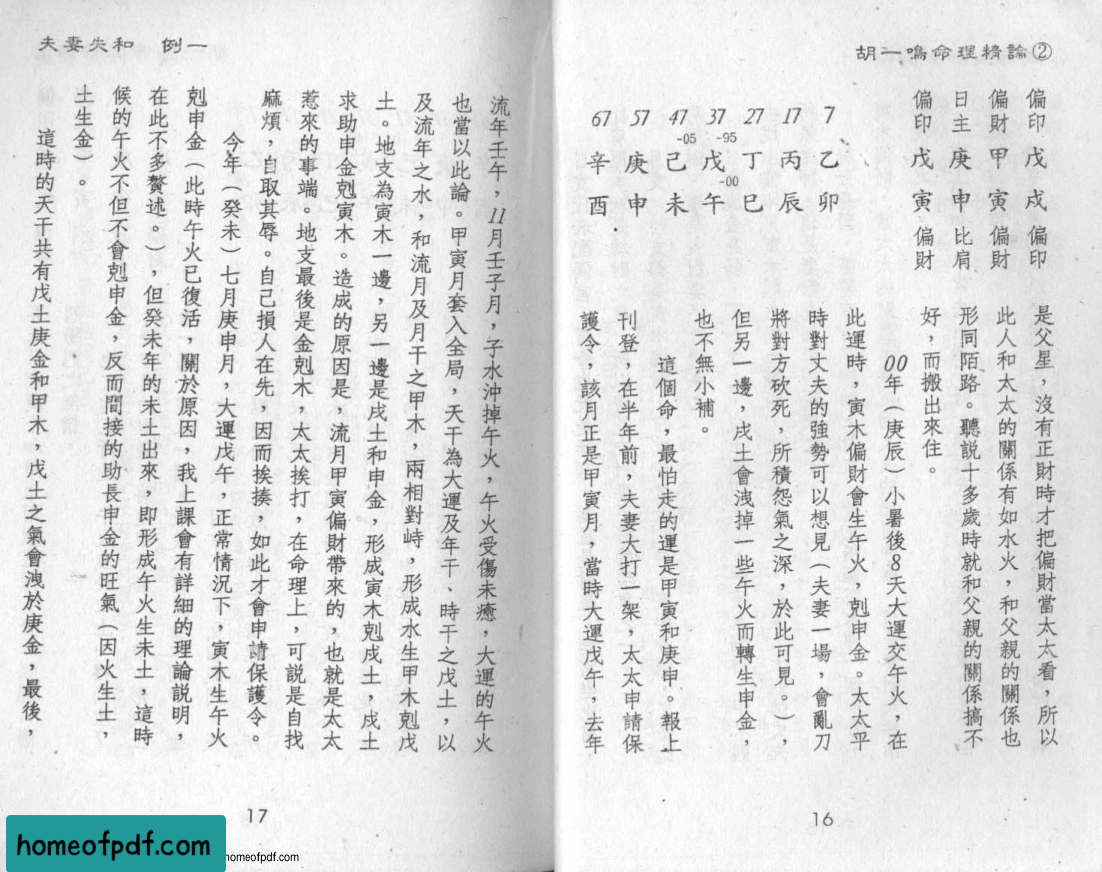 胡一鳴命理精論②
偏印 戊 戌 偏印
偏財 甲 寅 偏財
日主 庚 申 比肩
偏印 戊 寅 偏財
7 乙卯
17 丙辰
27 丁巳
37 -95 戊 -00 午
47 -05 己未
57 庚申
67 辛酉
是父星，沒有正財時才把偏財當太太看，所以
此人和太太的關係有如水火，和父親的關係也
形同陌路。聽說十多歲時就和父親的關係搞不
好，而搬出來住。
00年（庚辰）小暑後8天大運交午火，在
此運時，寅木偏財會生午火，剋申金。太太平
時對丈夫的強勢可以想見（夫妻一場，會亂刀
將對方砍死，所積怨氣之深，於此可見。），
但另一邊，戌土會洩掉一些午火而轉生申金，
也不無小補。
這個命，最怕走的運是甲寅和庚申。報上
刊登，在半年前，夫妻大打一架，太太申請保
護令，該月正是甲寅月，當時大運戊午，去年
16
夫妻失和 例一
流年壬午，11月壬子月，子水沖掉午火，午火受傷未癒，大運的午火
也當以此論。甲寅月套入全局，天干為大運及年干、時干之戊土，以
及流年之水，和流月及月干之甲木，兩相對峙，形成水生甲木剋戊
土。地支為寅木一邊，另一邊是戌土和申金，形成寅木剋戌土，戌土
求助申金剋寅木。造成的原因是，流月甲寅偏財帶來的，也就是太太
惹來的事端。地支最後是金剋木，太太挨打，在命理上，可說是自找
麻煩，自取其辱。自己損人在先，因而挨揍，如此才會申請保護令。
今年（癸未）七月庚申月，大運戊午，正常情況下，寅木生午火
剋申金（此時午火已復活，關於原因，我上課會有詳細的理論說明，
在此不多贅述。），但癸未年的未土出來，即形成午火生未土，這時
候的午火不但不會剋申金，反而間接的助長申金的旺氣（因火生土，
土生金）。
這時的天干共有戊土庚金和甲木，戊土之氣會洩於庚金，最後，
17
homeofpdf.com
homeofpdf.com